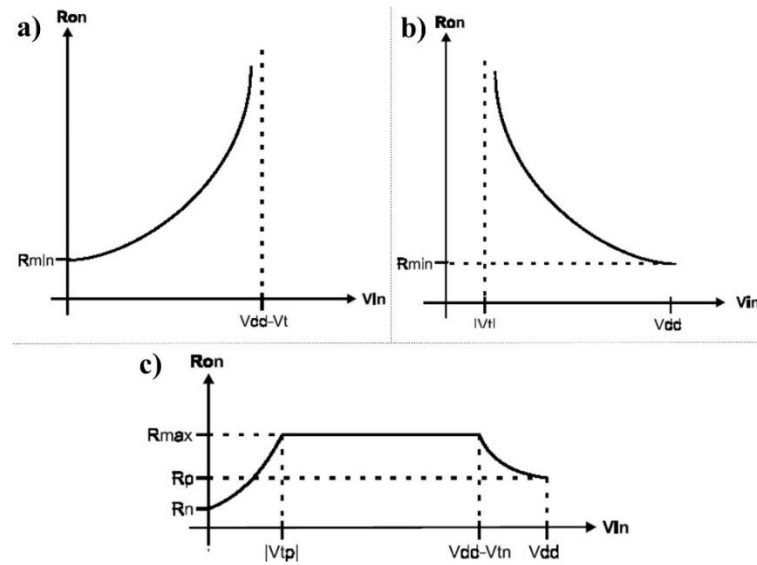 a)
Ron
Rmin
Vdd-Vt
Vin
b)
Ron
Rmin
|Vt|
Vdd
Vin
c)
Ron
Rmax
Rp
Rn
|Vtp|
Vdd-Vtn
Vdd
Vin